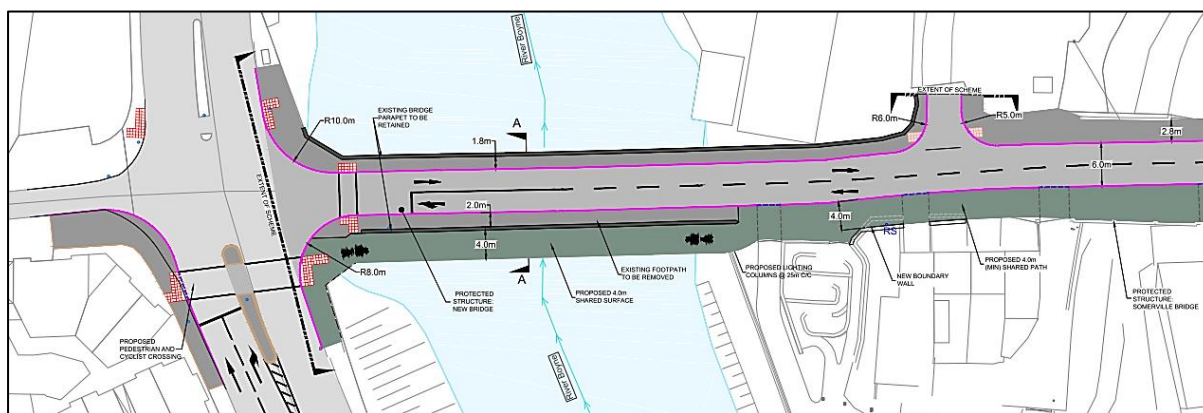 River Boyne
EXISTING BRIDGE
PARAPET TO BE
RETAINED
R10.0m
A
1.8m
EXTENT OF SCHEME
R6.0m
R5.0m
2.8m
6.0m
EXTENT OF SCHEME
2.0m
4.0m
4.0m
RS
R8.0m
A
PROTECTED
STRUCTURE:
NEW BRIDGE
PROPOSED 4.0m
SHARED SURFACE
EXISTING FOOTPATH
TO BE REMOVED
PROPOSED LIGHTING
COLUMNS @ 25m C/C
NEW BOUNDARY
WALL
PROPOSED 4.0m
(MIN) SHARED PATH
PROTECTED
STRUCTURE:
SOMERVILLE BRIDGE
PROPOSED
PEDESTRIAN AND
CYCLIST CROSSING
River Boyne